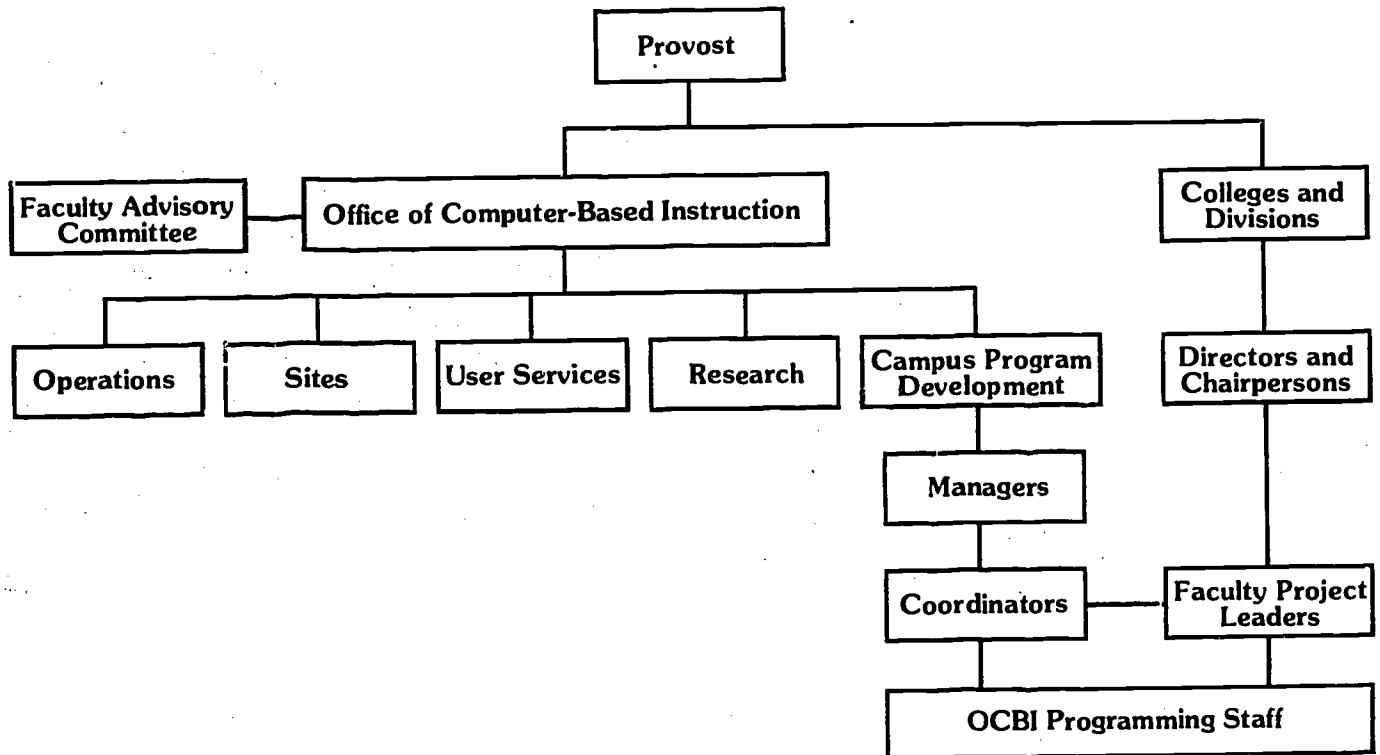 Provost
Faculty Advisory
Committee
Office of Computer-Based Instruction
Colleges and
Divisions
Operations
Sites
User Services
Research
Campus Program
Development
Directors and
Chairpersons
Managers
Coordinators
Faculty Project
Leaders
OCBI Programming Staff